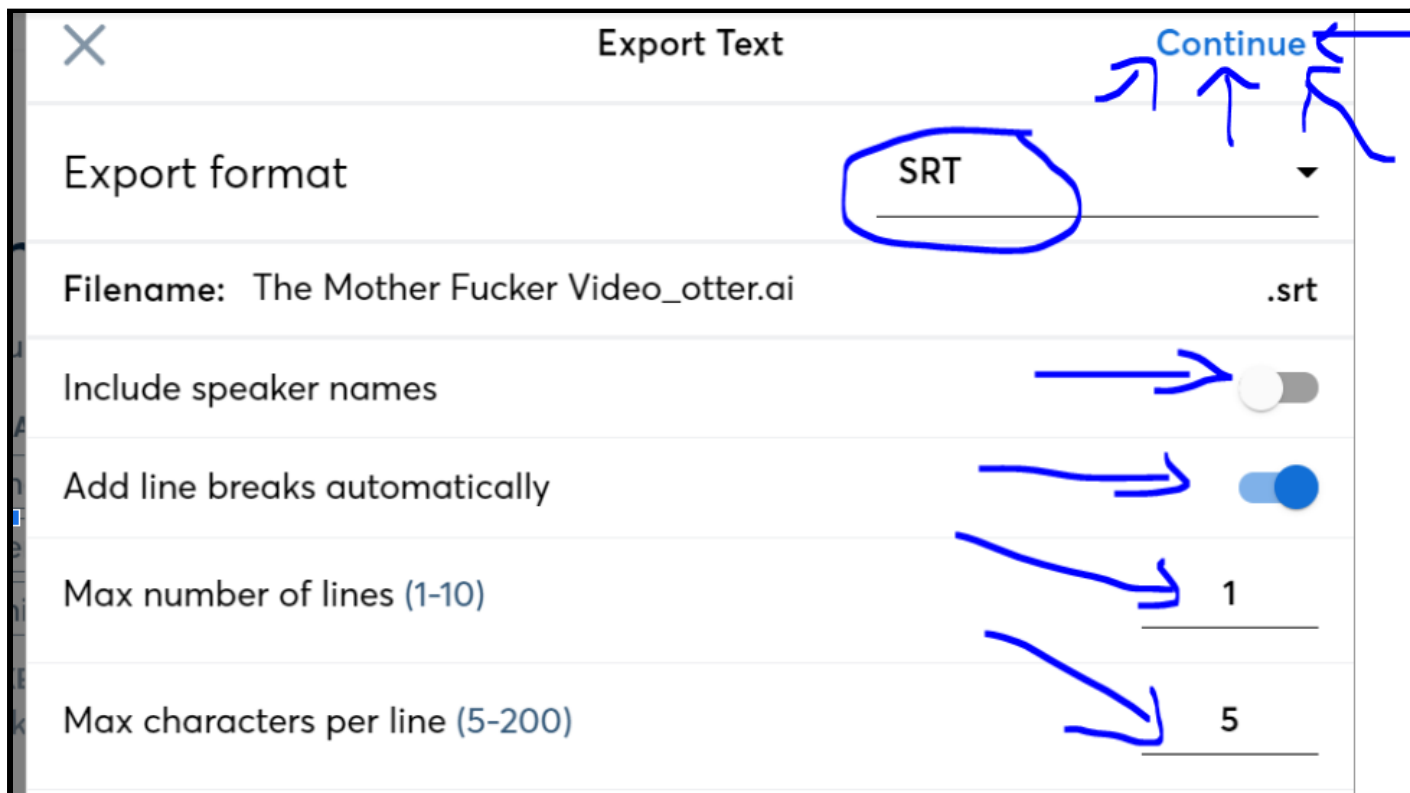 Export Text
Continue
Export format
SRT
Filename: The Mother Fucker Video_otter.ai .srt
Include speaker names
Add line breaks automatically
Max number of lines (1-10) 1
Max characters per line (5-200) 5